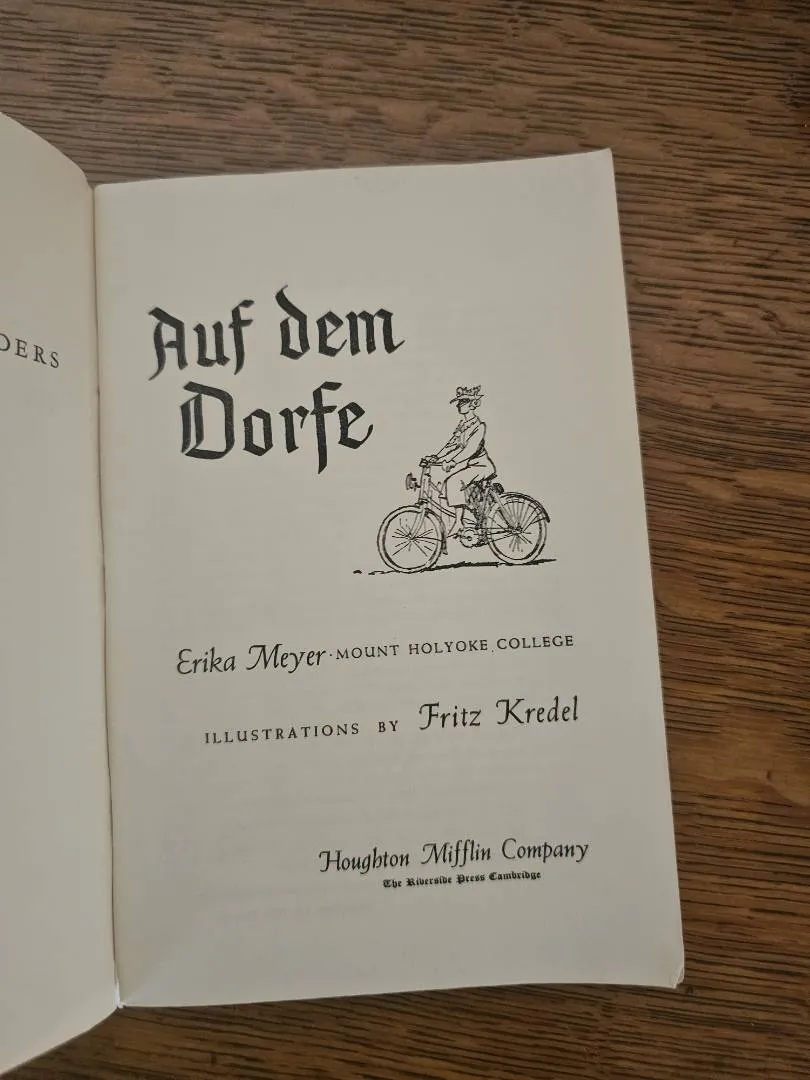 DERS
Auf dem
Dorfe
Erika Meyer · MOUNT HOLYOKE COLLEGE
ILLUSTRATIONS BY Fritz Kredel
Houghton Mifflin Company
The Riverside Press Cambridge